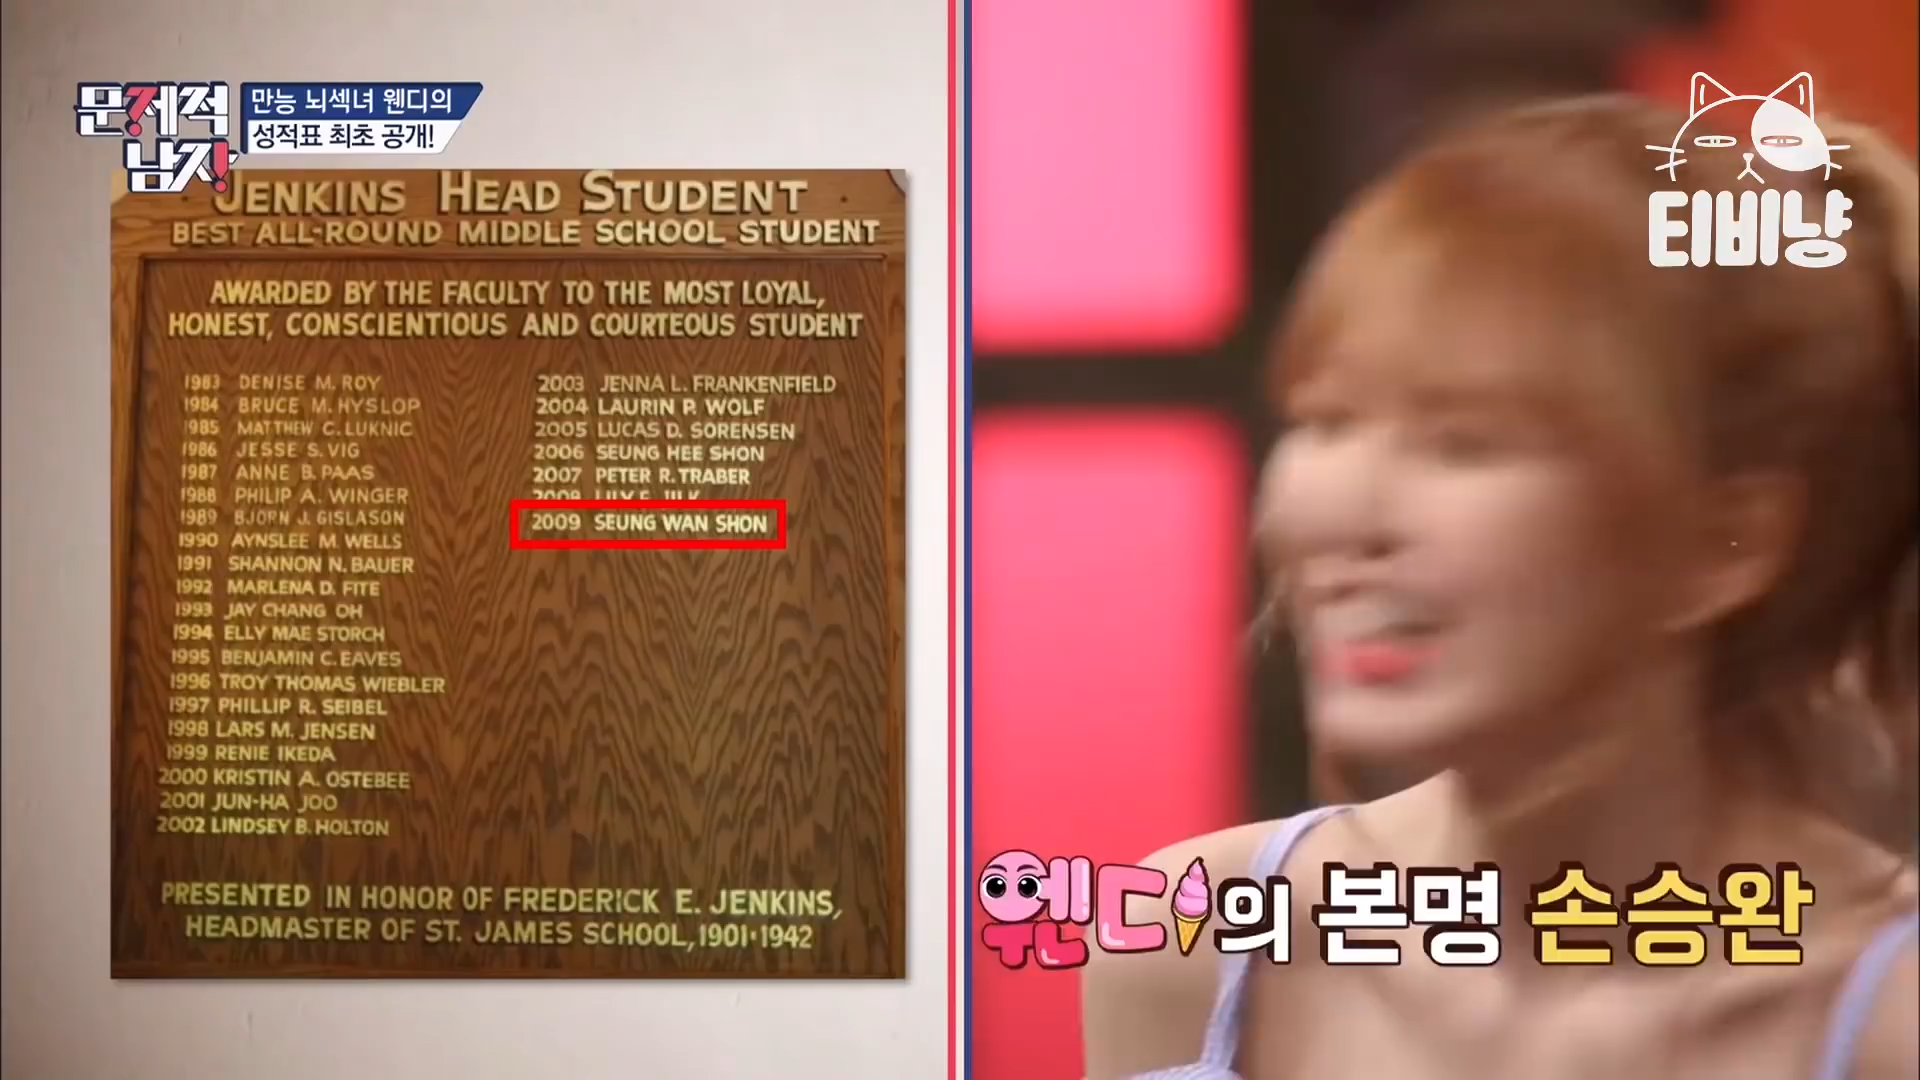 문제적
남자
만능 뇌섹녀 웬디의
성적표 최초 공개!
티비냥
JENKINS HEAD STUDENT
BEST ALL-ROUND MIDDLE SCHOOL STUDENT
AWARDED BY THE FACULTY TO THE MOST LOYAL,
HONEST, CONSCIENTIOUS AND COURTEOUS STUDENT
1983 DENISE M. ROY
1984 BRUCE M. HYSLOP
1985 MATTHEW C. LUKNIC
1986 JESSE S. VIG
1987 ANNE B. PAAS
1988 PHILIP A. WINGER
1989 BJORN J. GISLASON
1990 AYNSLEE M. WELLS
1991 SHANNON N. BAUER
1992 MARLENA D. FITE
1993 JAY CHANG OH
1994 ELLY MAE STORCH
1995 BENJAMIN C. EAVES
1996 TROY THOMAS WIEBLER
1997 PHILLIP R. SEIBEL
1998 LARS M. JENSEN
1999 RENIE IKEDA
2000 KRISTIN A. OSTEBEE
2001 JUN-HA JOO
2002 LINDSEY B. HOLTON
2003 JENNA L. FRANKENFIELD
2004 LAURIN P. WOLF
2005 LUCAS D. SORENSEN
2006 SEUNG HEE SHON
2007 PETER R. TRABER
2008
2009 SEUNG WAN SHON
PRESENTED IN HONOR OF FREDERICK E. JENKINS,
HEADMASTER OF ST. JAMES SCHOOL, 1901·1942
웬디의 본명 손승완